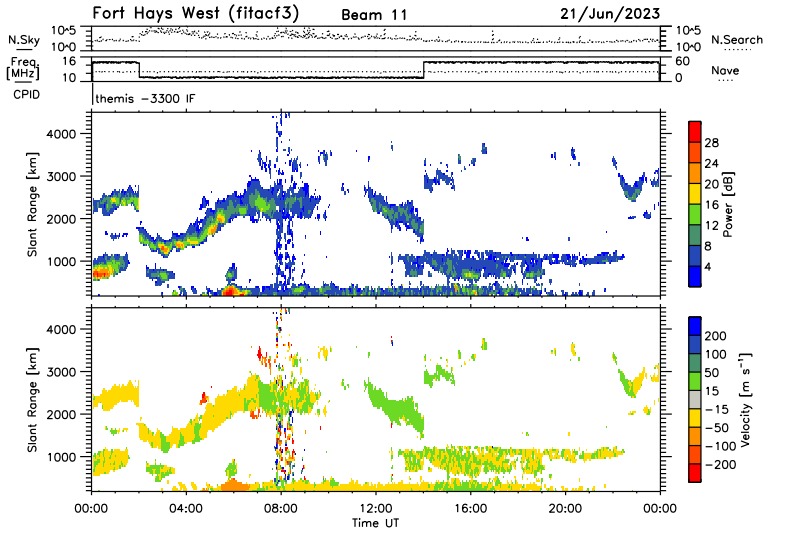 Fort Hays West (fitacf3) Beam 11 21/Jun/2023
N.Sky 10^5 10^0 10^5 10^0 N.Search
Freq. [MHz] 16 10 60 0 Nave
CPID themis -3300 IF
Slant Range [km] 4000 3000 2000 1000
28 24 20 16 12 8 4 Power [dB]
Slant Range [km] 4000 3000 2000 1000
200 100 50 15 -15 -50 -100 -200 Velocity [m s⁻¹]
00:00 04:00 08:00 12:00 16:00 20:00 00:00
Time UT